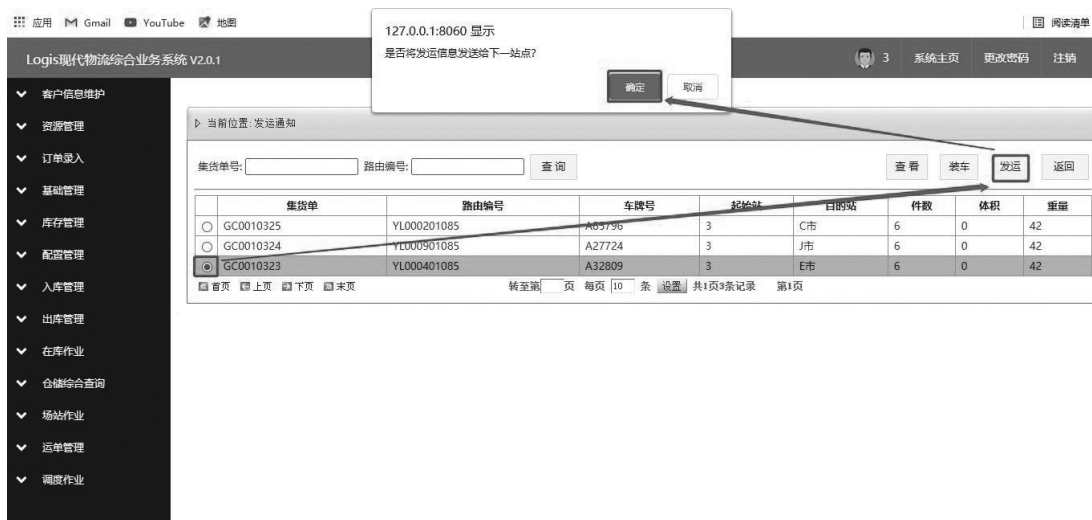 应用 Gmail YouTube 地图
阅读清单
127.0.0.1:8060 显示
是否将发运信息发送给下一站点?
确定 取消
Logis现代物流综合业务系统 V2.0.1
3 系统主页 更改密码 注销
客户信息维护
资源管理
订单录入
基础管理
库存管理
配置管理
入库管理
出库管理
在库作业
仓储综合查询
场站作业
运单管理
调度作业
当前位置:发运通知
集货单号: 路由编号: 查询 查看 装车 发运 返回
集货单 路由编号 车牌号 起始站 目的站 件数 体积 重量
GC0010325 YL000201085 A83796 3 C市 6 0 42
GC0010324 YL000901085 A27724 3 J市 6 0 42
GC0010323 YL000401085 A32809 3 E市 6 0 42
首页 上页 下页 末页 转至第 页 每页 10 条 设置 共1页3条记录 第1页